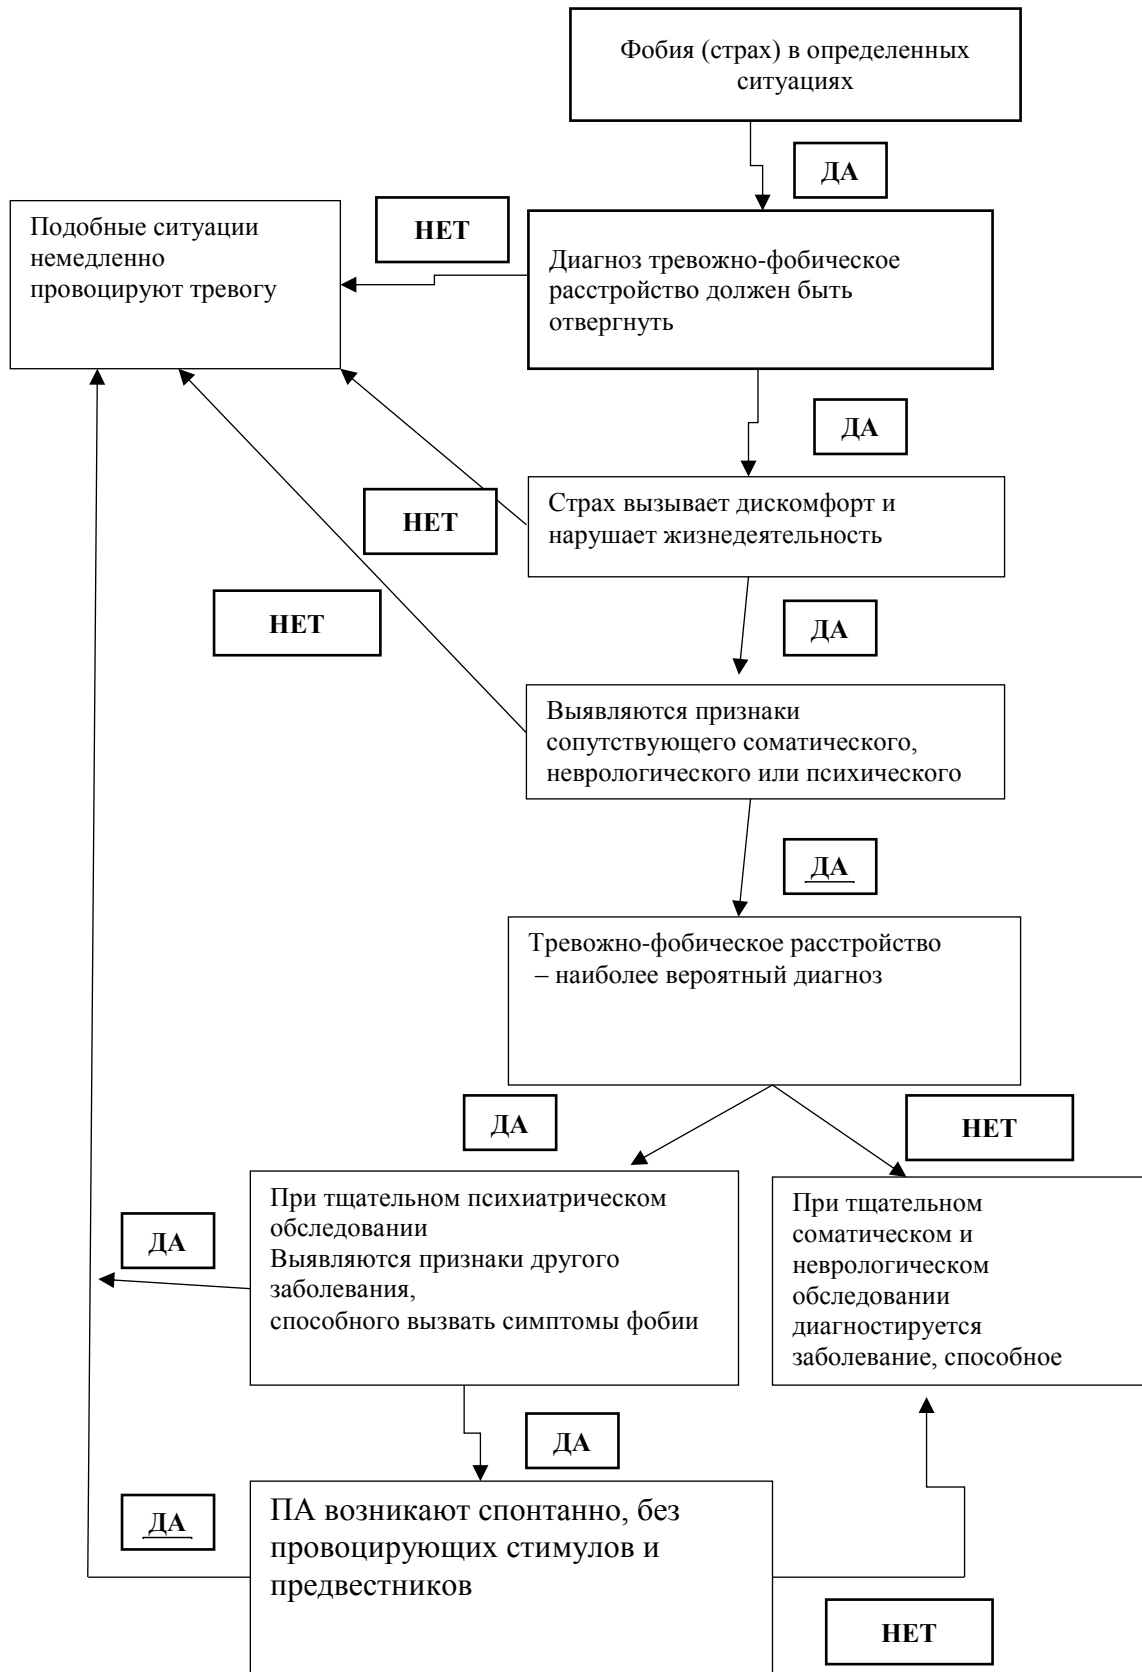 Фобия (страх) в определенных
ситуациях
ДА
Подобные ситуации
немедленно
провоцируют тревогу
НЕТ
Диагноз тревожно-фобическое
расстройство должен быть
отвергнуть
ДА
Страх вызывает дискомфорт и
нарушает жизнедеятельность
НЕТ
НЕТ
ДА
Выявляются признаки
сопутствующего соматического,
неврологического или психического
ДА
Тревожно-фобическое расстройство
– наиболее вероятный диагноз
ДА
НЕТ
При тщательном психиатрическом
обследовании
Выявляются признаки другого
заболевания,
способного вызвать симптомы фобии
ДА
При тщательном
соматическом и
неврологическом
обследовании
диагностируется
заболевание, способное
ДА
ПА возникают спонтанно, без
провоцирующих стимулов и
предвестников
ДА
НЕТ